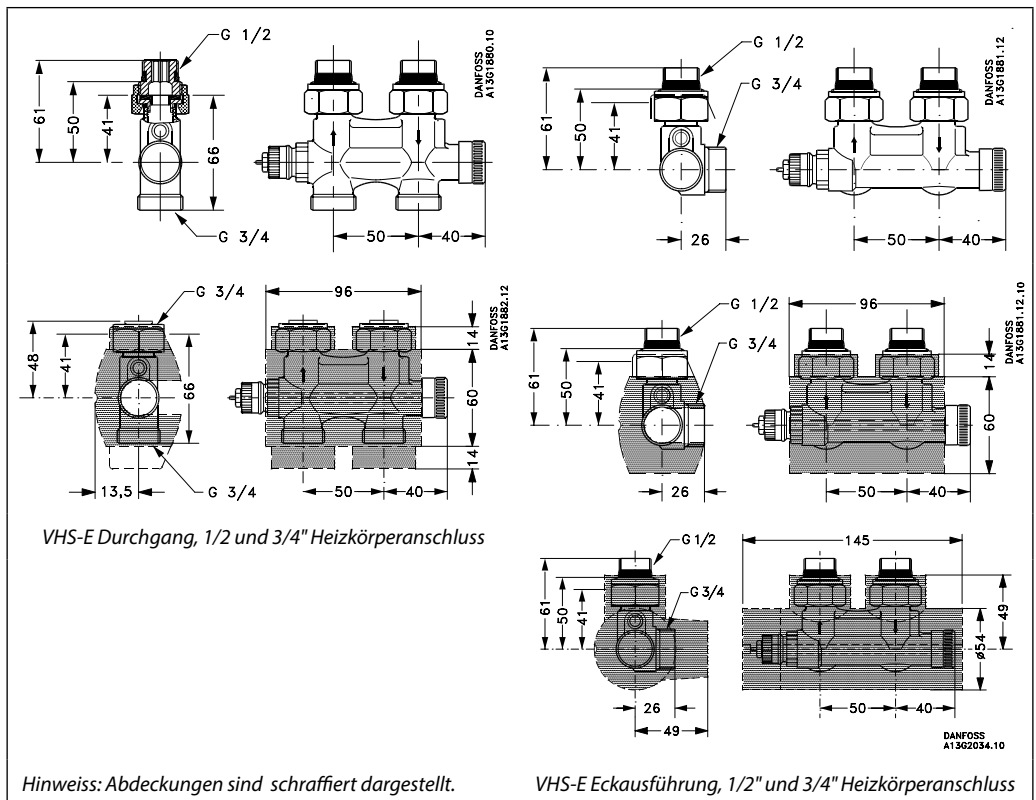 G 1/2
61
50
41
66
G 3/4
50
40
DANFOSS
A13G1880.10
G 1/2
G 3/4
61
50
41
26
50
40
DANFOSS
A13G1881.12
G 3/4
48
41
66
13,5
G 3/4
96
14
60
14
50
40
DANFOSS
A13G1882.12
VHS-E Durchgang, 1/2 und 3/4" Heizkörperanschluss
G 1/2
G 3/4
61
50
41
26
96
14
60
50
40
DANFOSS
A13G1881.12.10
G 1/2
G 3/4
61
50
41
26
49
145
49
ø54
50
40
DANFOSS
A13G2034.10
Hinweiss: Abdeckungen sind schraffiert dargestellt.
VHS-E Eckausführung, 1/2" und 3/4" Heizkörperanschluss